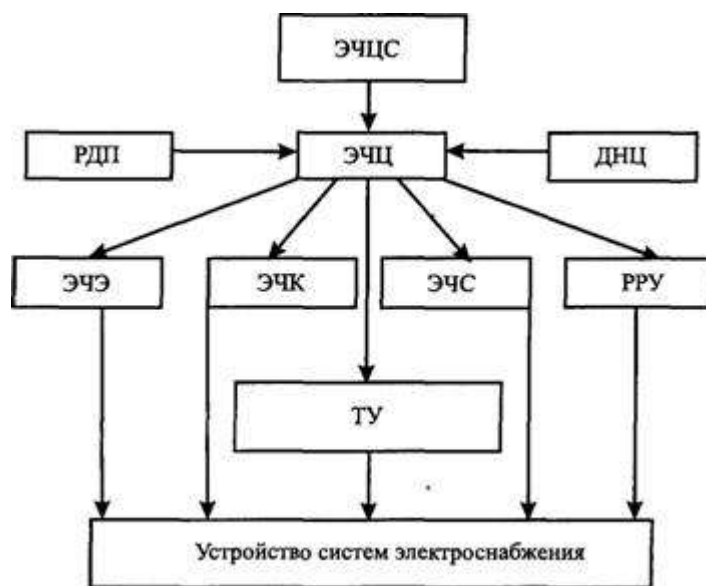 ЭЧЦС
РДП
ЭЧЦ
ДНЦ
ЭЧЭ
ЭЧК
ЭЧС
РРУ
ТУ
Устройство систем электроснабжения